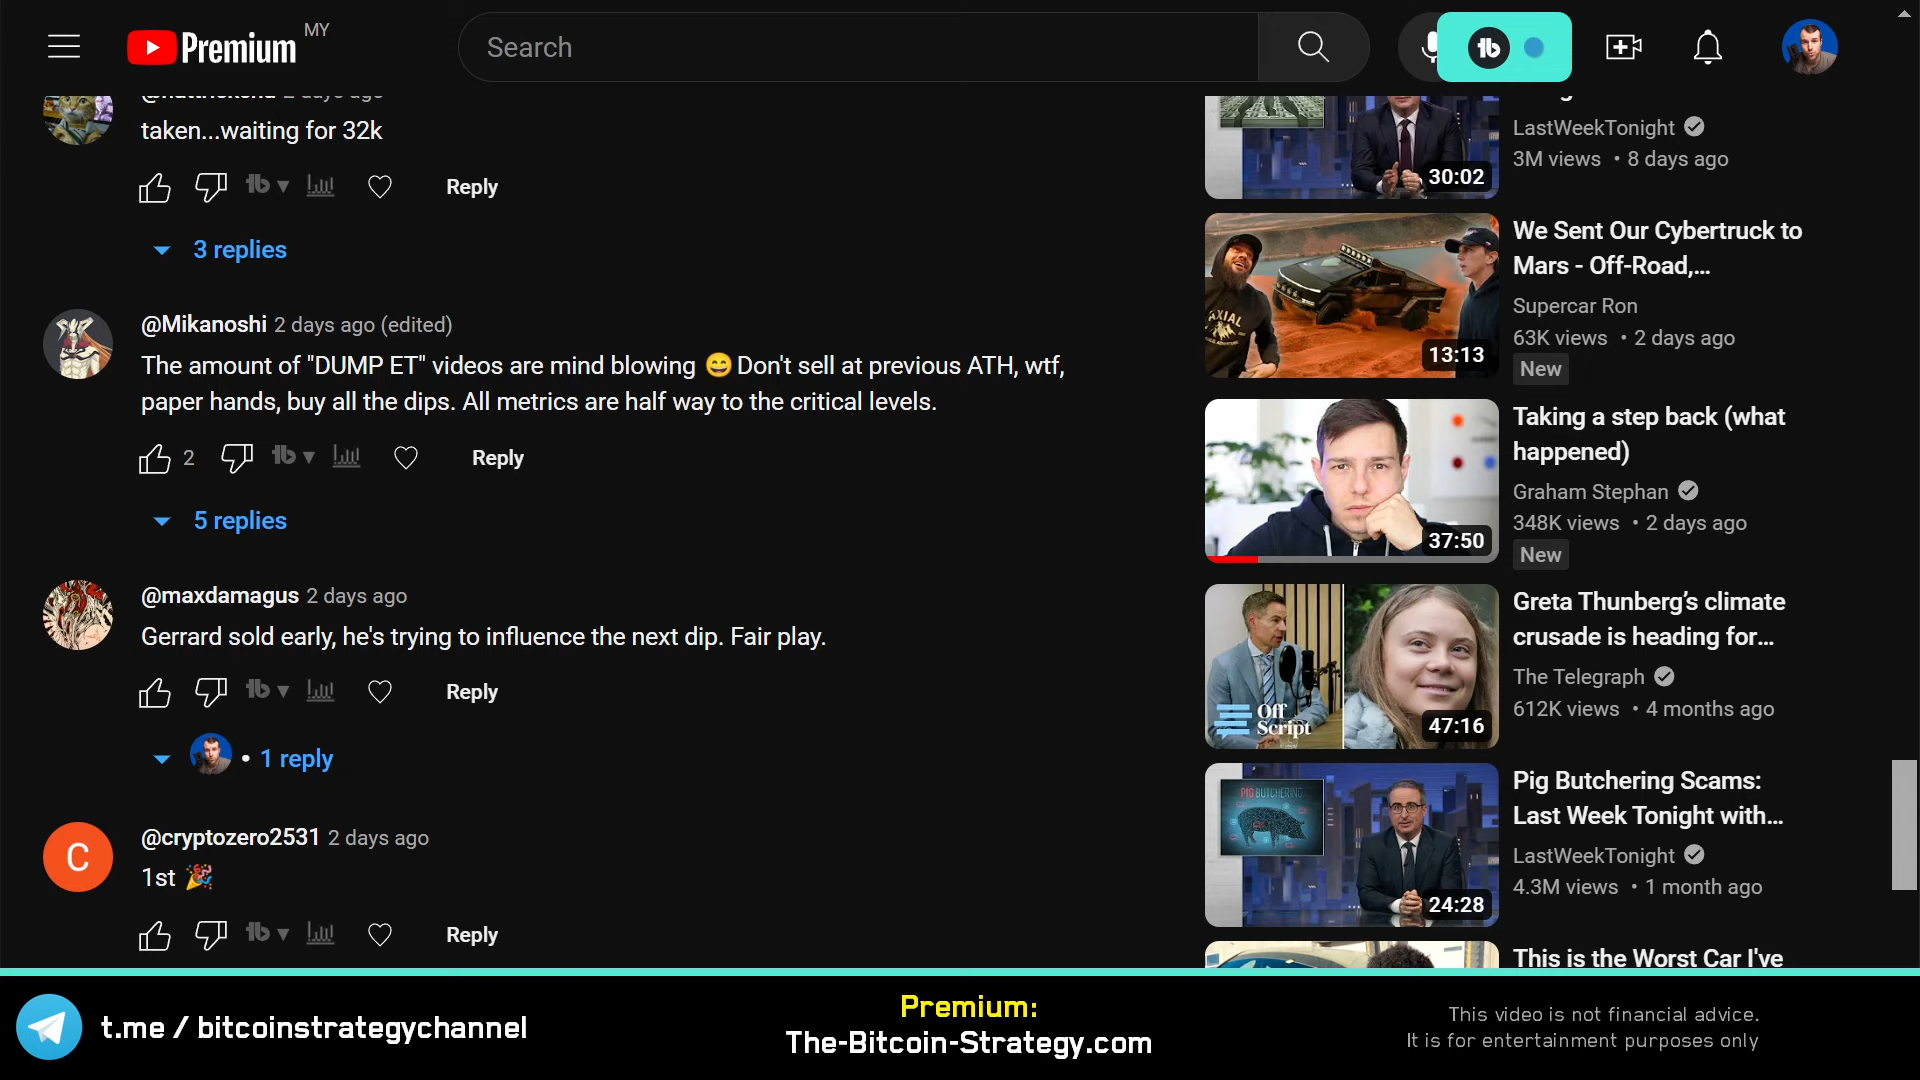 Premium MY
Search
taken...waiting for 32k
Reply
3 replies
@Mikanoshi 2 days ago (edited)
The amount of "DUMP ET" videos are mind blowing 😄 Don't sell at previous ATH, wtf,
paper hands, buy all the dips. All metrics are half way to the critical levels.
2
Reply
5 replies
@maxdamagus 2 days ago
Gerrard sold early, he's trying to influence the next dip. Fair play.
Reply
• 1 reply
C
@cryptozero2531 2 days ago
1st 🎉
Reply
LastWeekTonight
3M views • 8 days ago
30:02
We Sent Our Cybertruck to
Mars - Off-Road,...
Supercar Ron
63K views • 2 days ago
New
AXIAL
13:13
Taking a step back (what
happened)
Graham Stephan
348K views • 2 days ago
New
37:50
Greta Thunberg’s climate
crusade is heading for...
The Telegraph
612K views • 4 months ago
Off
Script
47:16
Pig Butchering Scams:
Last Week Tonight with...
LastWeekTonight
4.3M views • 1 month ago
PIG BUTCHERING
24:28
This is the Worst Car I've
t.me / bitcoinstrategychannel
Premium:
The-Bitcoin-Strategy.com
This video is not financial advice.
It is for entertainment purposes only